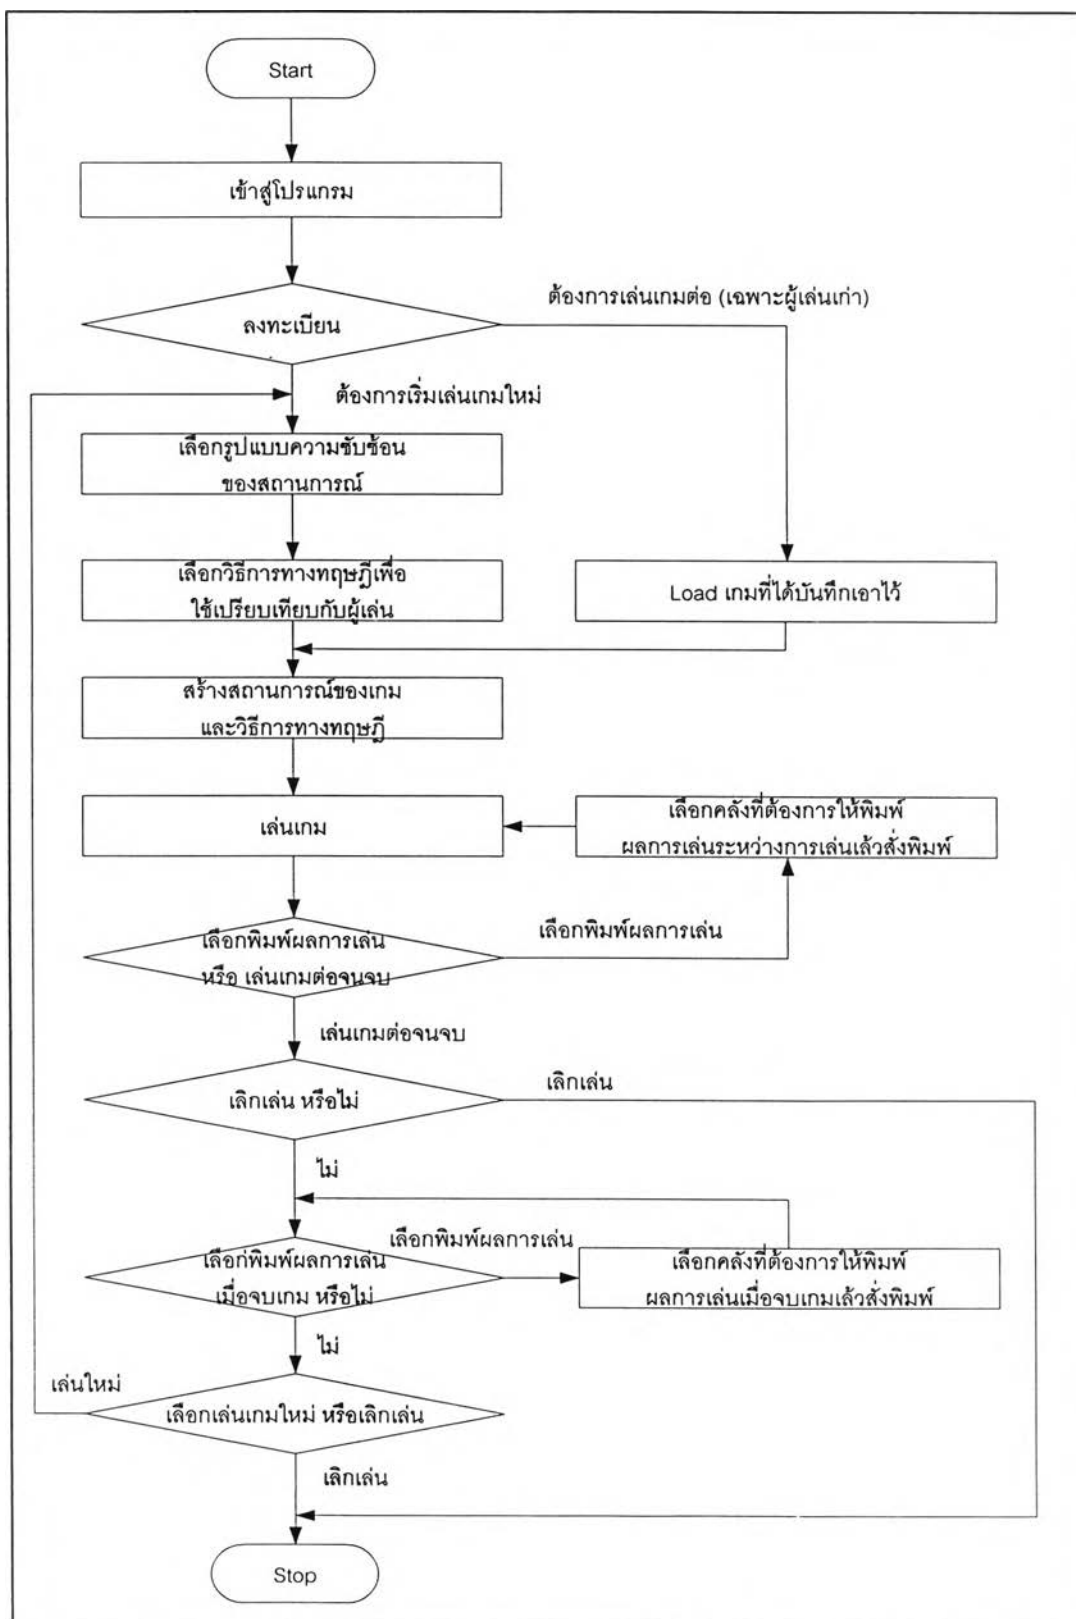 Start
เข้าสู่โปรแกรม
ต้องการเล่นเกมต่อ (เฉพาะผู้เล่นเก่า)
ลงทะเบียน
ต้องการเริ่มเล่นเกมใหม่
เลือกรูปแบบความซับซ้อน
ของสถานการณ์
เลือกวิธีการทางทฤษฎีเพื่อ
ใช้เปรียบเทียบกับผู้เล่น
Load เกมที่ได้บันทึกเอาไว้
สร้างสถานการณ์ของเกม
และวิธีการทางทฤษฎี
เล่นเกม
เลือกคลังที่ต้องการให้พิมพ์
ผลการเล่นระหว่างการเล่นเล้วสั่งพิมพ์
เลือกพิมพ์ผลการเล่น
หรือ เล่นเกมต่อจนจบ
เลือกพิมพ์ผลการเล่น
เล่นเกมต่อจนจบ
เลิกเล่น หรือไม่
เลิกเล่น
ไม่
เลือกพิมพ์ผลการเล่น
เมื่อจบเกม หรือไม่
เลือกพิมพ์ผลการเล่น
เลือกคลังที่ต้องการให้พิมพ์
ผลการเล่นเมื่อจบเกมเล้วสั่งพิมพ์
ไม่
เล่นใหม่
เลือกเล่นเกมใหม่ หรือเลิกเล่น
เลิกเล่น
Stop